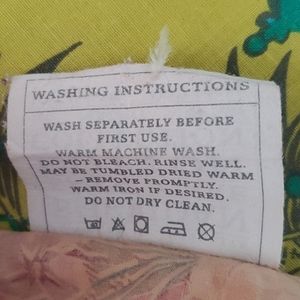 WASHING INSTRUCTIONS
WASH SEPARATELY BEFORE
FIRST USE.
WARM MACHINE WASH.
DO NOT BLEACH. RINSE WELL.
MAY BE TUMBLED DRIED WARM
– REMOVE PROMPTLY.
WARM IRON IF DESIRED.
DO NOT DRY CLEAN.